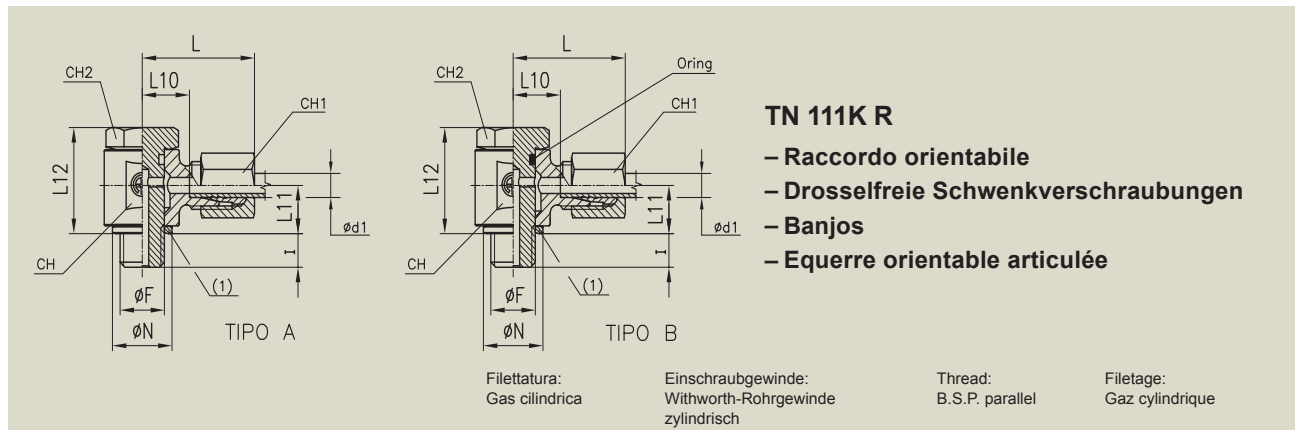 L
CH2
L10
CH1
L12
L11
Ød1
I
CH
(1)
ØF
ØN
TIPO A
L
Oring
CH2
L10
CH1
L12
L11
Ød1
I
CH
(1)
ØF
ØN
TIPO B
TN 111K R
– Raccordo orientabile
– Drosselfreie Schwenkverschraubungen
– Banjos
– Equerre orientable articulée
Filettatura:
Gas cilindrica
Einschraubgewinde:
Withworth-Rohrgewinde
zylindrisch
Thread:
B.S.P. parallel
Filetage:
Gaz cylindrique